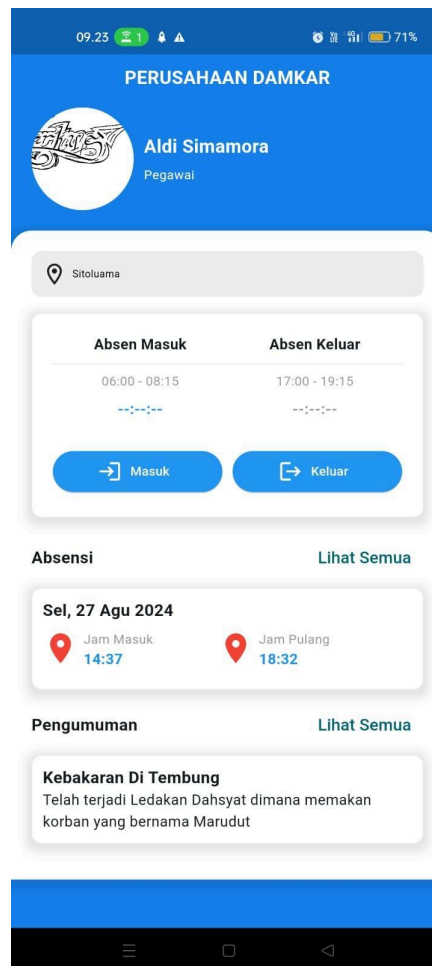 09.23 1 71%
PERUSAHAAN DAMKAR
Aldi Simamora
Pegawai
Sitoluama
Absen Masuk Absen Keluar
06:00 - 08:15 17:00 - 19:15
--:--:-- --:--:--
Masuk Keluar
Absensi Lihat Semua
Sel, 27 Agu 2024
Jam Masuk Jam Pulang
14:37 18:32
Pengumuman Lihat Semua
Kebakaran Di Tembung
Telah terjadi Ledakan Dahsyat dimana memakan
korban yang bernama Marudut